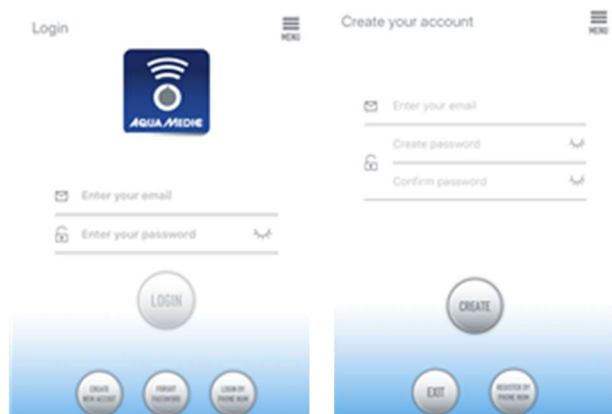 Login
MENU
AQUA MEDIC
Enter your email
Enter your password
LOGIN
CREATE
NEW ACCOUT
FORGOT
PASSWORD
LOGIN BY
PHONE NUM
Create your account
MENU
Enter your email
Create password
Confirm password
CREATE
EXIT
REGISTER BY
PHONE NUM